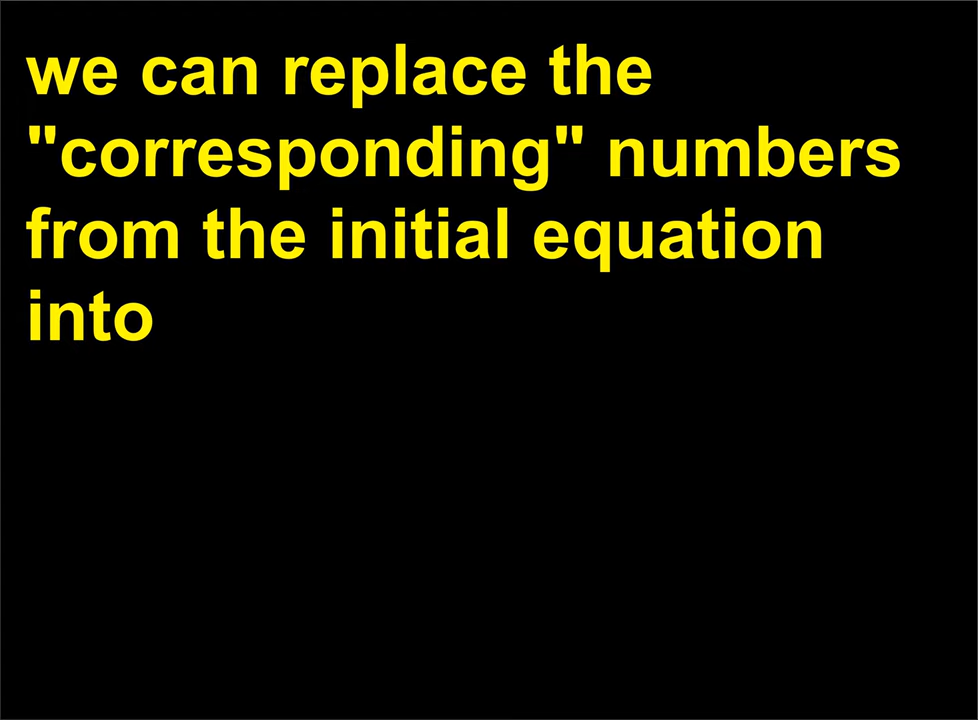 we can replace the
"corresponding" numbers
from the initial equation
into